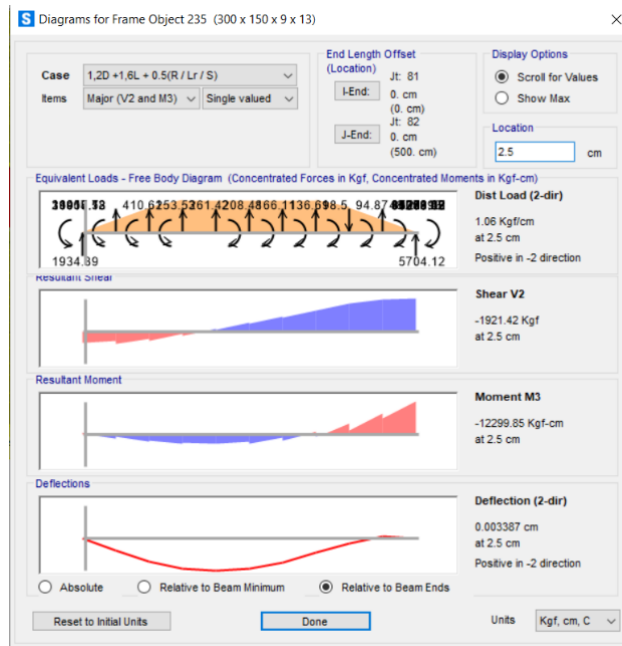 S Diagrams for Frame Object 235 (300 x 150 x 9 x 13)
Case 1,2D +1,6L + 0.5(R / Lr / S)
Items Major (V2 and M3) Single valued
End Length Offset
(Location)
Jt: 81
I-End: 0. cm
(0. cm)
Jt: 82
J-End: 0. cm
(500. cm)
Display Options
Scroll for Values
Show Max
Location
2.5 cm
Equivalent Loads - Free Body Diagram (Concentrated Forces in Kgf, Concentrated Moments in Kgf-cm)
1934.89 5704.12
Dist Load (2-dir)
1.06 Kgf/cm
at 2.5 cm
Positive in -2 direction
Resultant Shear
Shear V2
-1921.42 Kgf
at 2.5 cm
Resultant Moment
Moment M3
-12299.85 Kgf-cm
at 2.5 cm
Deflections
Deflection (2-dir)
0.003387 cm
at 2.5 cm
Positive in -2 direction
Absolute Relative to Beam Minimum Relative to Beam Ends
Reset to Initial Units Done Units Kgf, cm, C